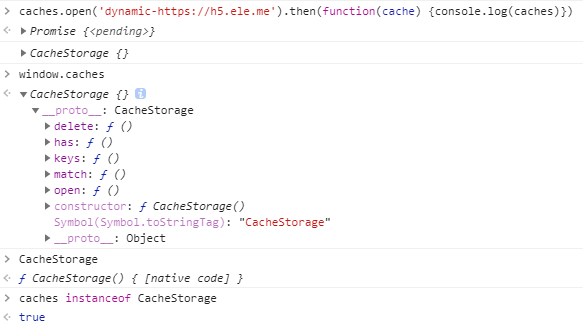 > caches.open('dynamic-https://h5.ele.me').then(function(cache) {console.log(caches)})
<· ▶ Promise {<pending>}
▶ CacheStorage {}
> window.caches
<· ▼ CacheStorage {} i
▼ __proto__: CacheStorage
▶ delete: ƒ ()
▶ has: ƒ ()
▶ keys: ƒ ()
▶ match: ƒ ()
▶ open: ƒ ()
▶ constructor: ƒ CacheStorage()
Symbol(Symbol.toStringTag): "CacheStorage"
▶ __proto__: Object
> CacheStorage
<· ƒ CacheStorage() { [native code] }
> caches instanceof CacheStorage
<· true